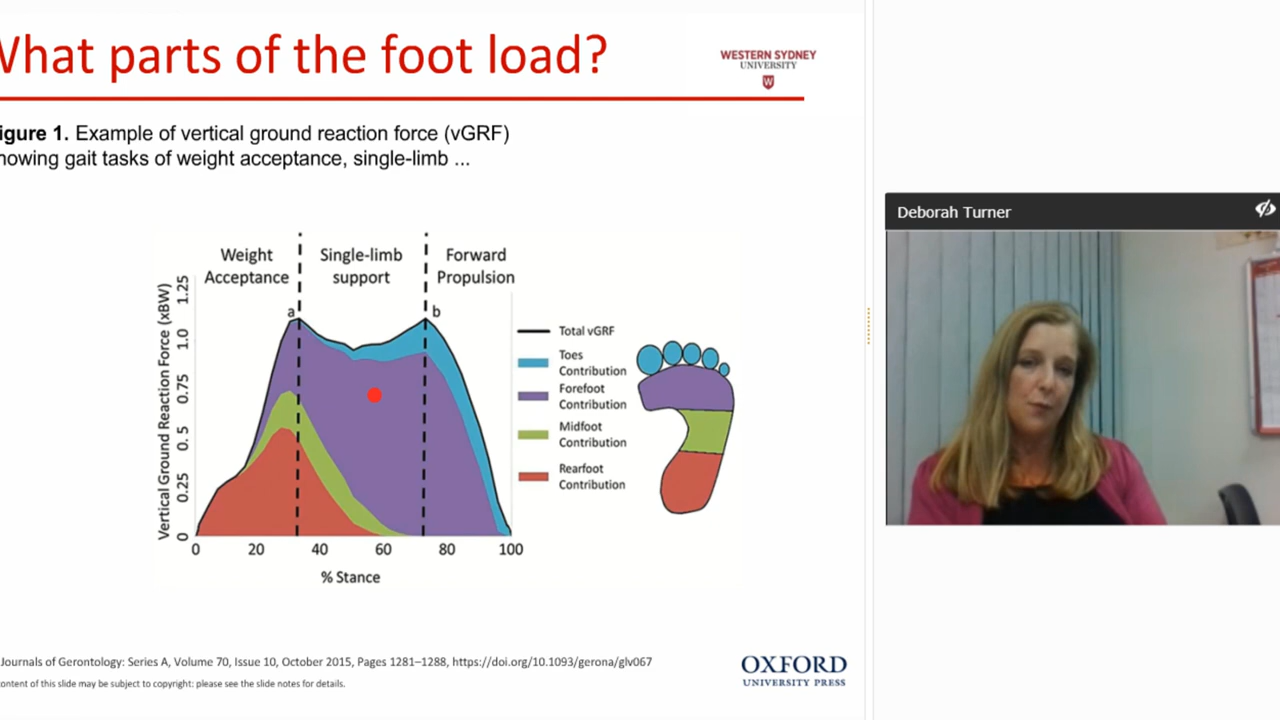 What parts of the foot load?
WESTERN SYDNEY
UNIVERSITY
W
igure 1. Example of vertical ground reaction force (vGRF)
howing gait tasks of weight acceptance, single-limb ...
Weight
Acceptance
Single-limb
support
Forward
Propulsion
Vertical Ground Reaction Force (xBW)
0
0.25
0.5
0.75
1.0
1.25
a
b
0 20 40 60 80 100
% Stance
Total vGRF
Toes
Contribution
Forefoot
Contribution
Midfoot
Contribution
Rearfoot
Contribution
Journals of Gerontology: Series A, Volume 70, Issue 10, October 2015, Pages 1281–1288, https://doi.org/10.1093/gerona/glv067
ontent of this slide may be subject to copyright: please see the slide notes for details.
OXFORD
UNIVERSITY PRESS
Deborah Turner